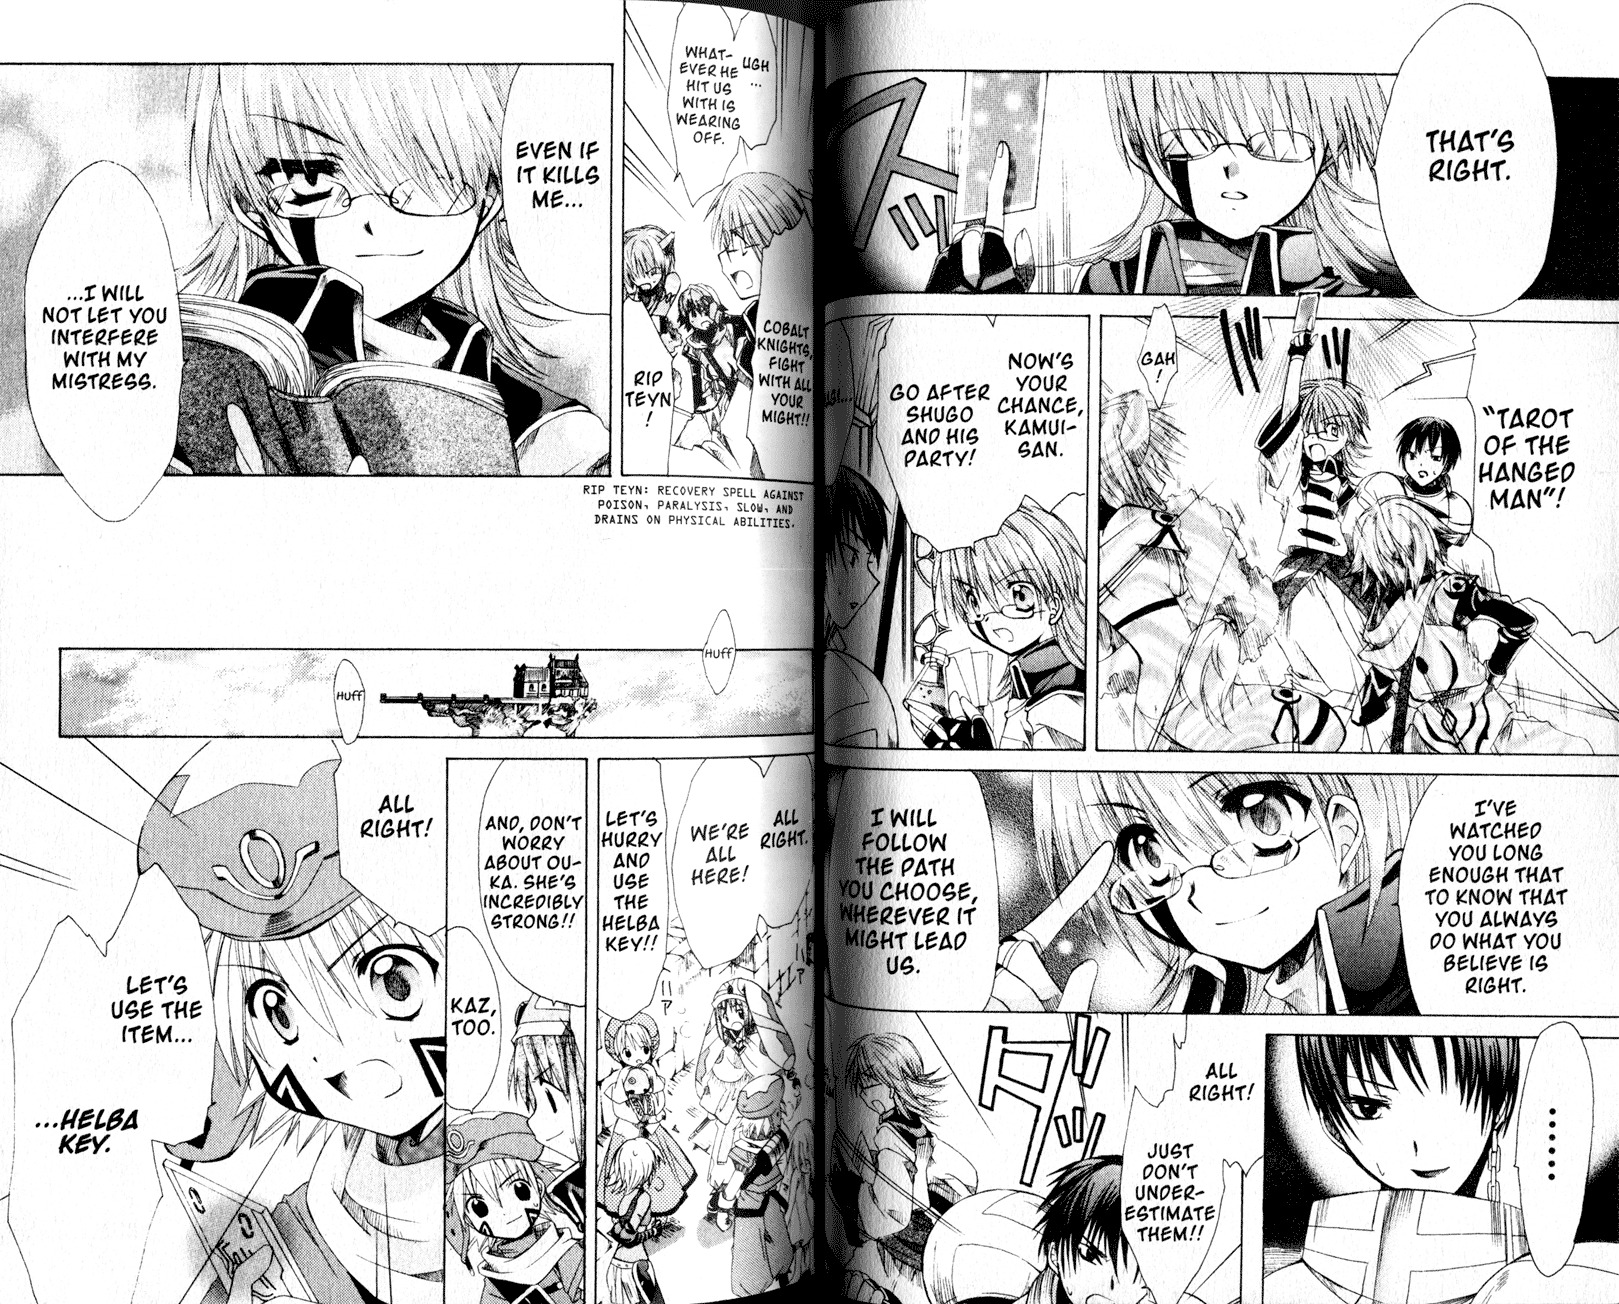 THAT'S
RIGHT.
"TAROT
OF THE
HANGED
MAN"!
GAH
!
NOW'S
YOUR
CHANCE,
KAMUI-
SAN.
GO AFTER
SHUGO
AND HIS
PARTY!
I'VE
WATCHED
YOU LONG
ENOUGH THAT
TO KNOW THAT
YOU ALWAYS
DO WHAT YOU
BELIEVE IS
RIGHT.
I WILL
FOLLOW
THE PATH
YOU CHOOSE,
WHEREVER IT
MIGHT LEAD
US.
......
ALL
RIGHT!
JUST
DON'T
UNDER-
ESTIMATE
THEM!!
ダッ
UGH
...
WHAT-
EVER HE
HIT US
WITH IS
WEARING
OFF.
COBALT
KNIGHTS,
FIGHT
WITH ALL
YOUR
MIGHT!!
RIP
TEYN
!
RIP TEYN: RECOVERY SPELL AGAINST
POISON, PARALYSIS, SLOW, AND
DRAINS ON PHYSICAL ABILITIES.
EVEN IF
IT KILLS
ME...
...I WILL
NOT LET YOU
INTERFERE
WITH MY
MISTRESS.
HUFF
HUFF
ALL
RIGHT.
WE'RE
ALL
HERE!
LET'S
HURRY
AND
USE
THE
HELBA
KEY!!
AND, DON'T
WORRY
ABOUT OU-
KA. SHE'S
INCREDIBLY
STRONG!!
KAZ,
TOO.
ALL
RIGHT!
LET'S
USE THE
ITEM...
...HELBA
KEY.